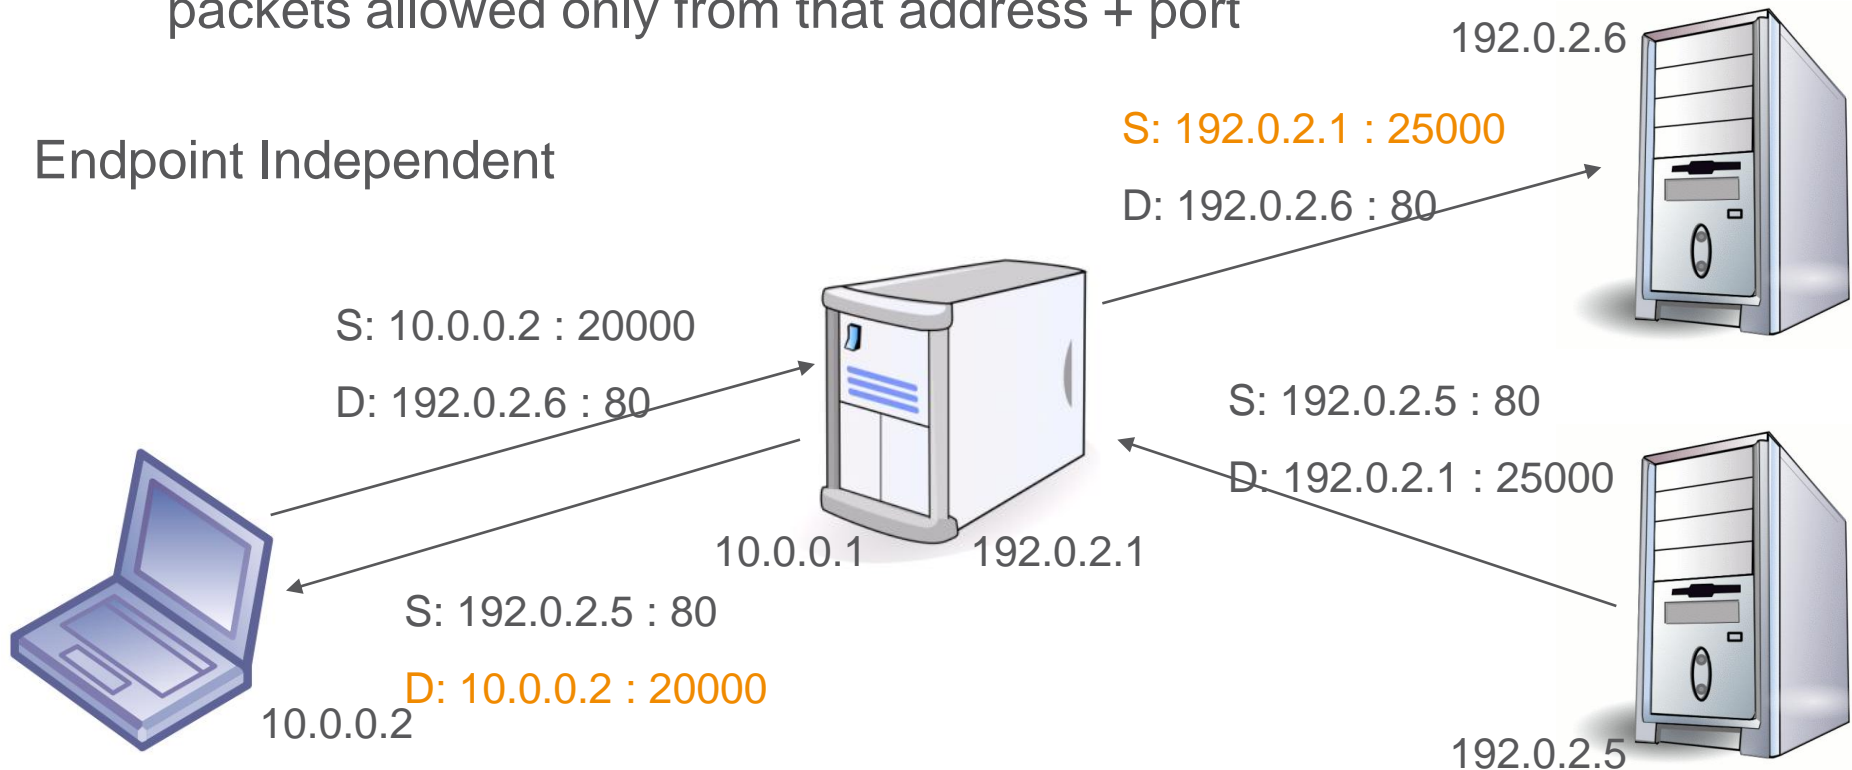 packets allowed only from that address + port
192.0.2.6
S: 192.0.2.1 : 25000
Endpoint Independent
D: 192.0.2.6 : 80
S: 10.0.0.2 : 20000
D: 192.0.2.6 : 80
S: 192.0.2.5 : 80
D: 192.0.2.1 : 25000
10.0.0.1
192.0.2.1
S: 192.0.2.5 : 80
D: 10.0.0.2 : 20000
10.0.0.2
192.0.2.5